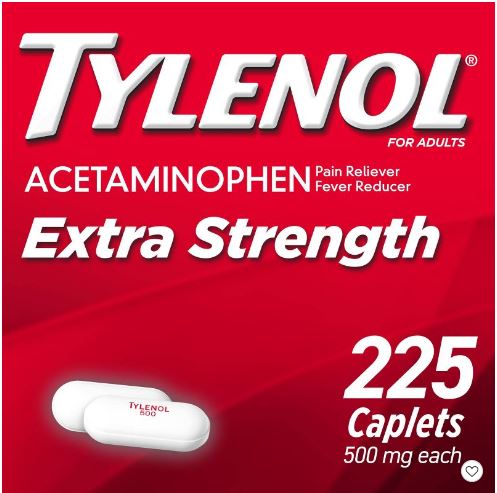 TYLENOL®
FOR ADULTS
ACETAMINOPHEN Pain Reliever
Fever Reducer
Extra Strength
TYLENOL
500
225
Caplets
500 mg each